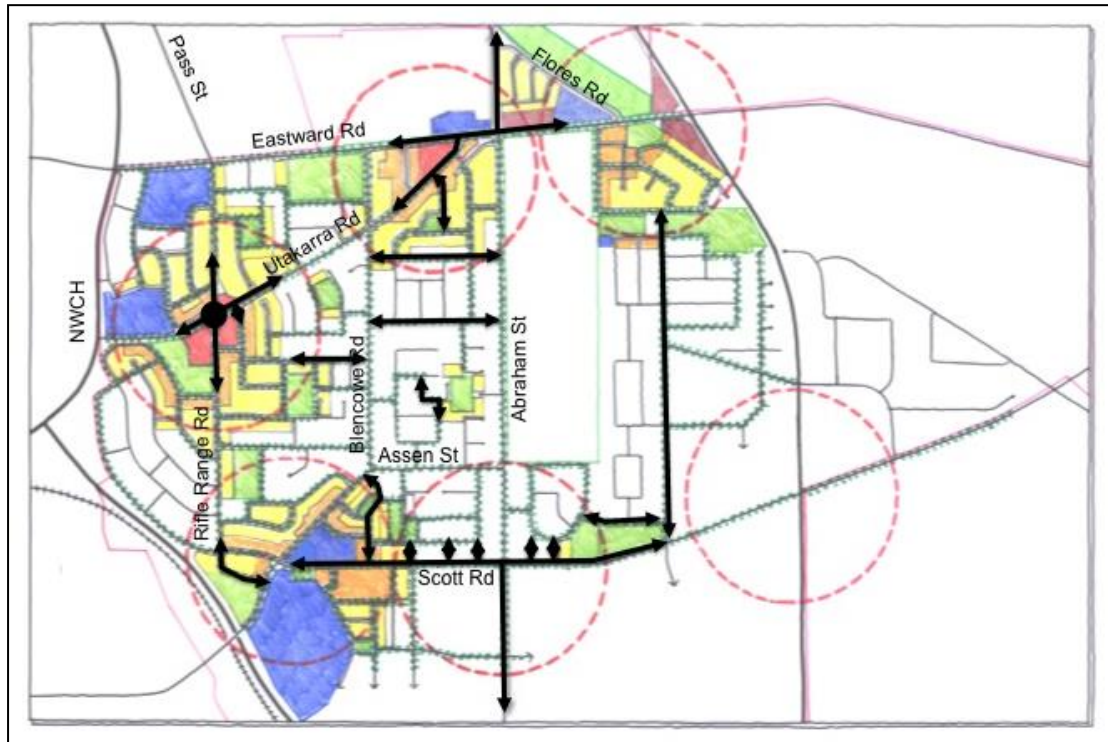 Pass St
Flores Rd
Eastward Rd
Utakarra Rd
NWCH
Blencowe Rd
Abraham St
Rifle Range Rd
Assen St
Scott Rd